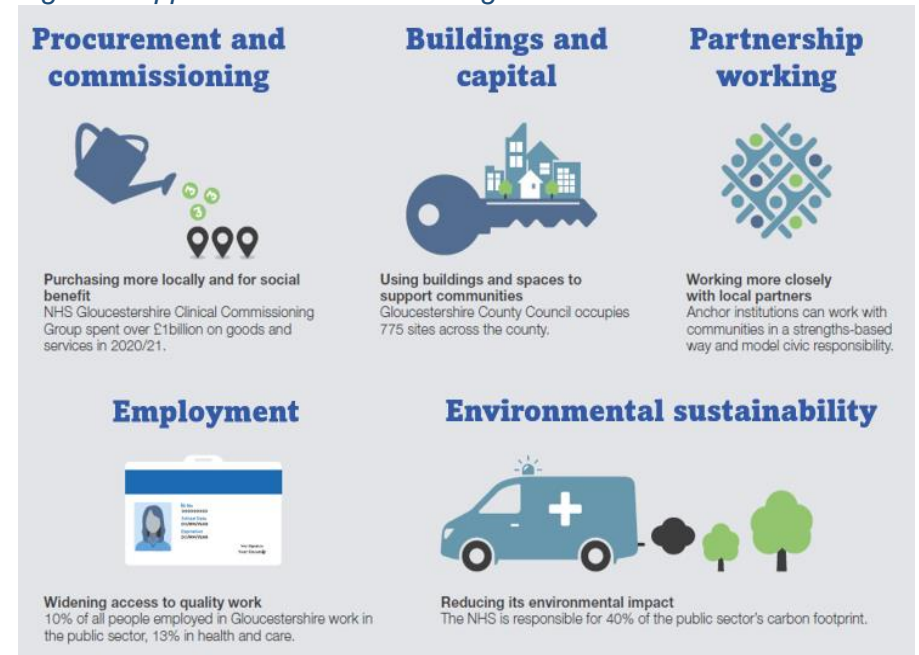 Procurement and
commissioning
Purchasing more locally and for social
benefit
NHS Gloucestershire Clinical Commissioning
Group spent over £1billion on goods and
services in 2020/21.
Buildings and
capital
Using buildings and spaces to
support communities
Gloucestershire County Council occupies
775 sites across the county.
Partnership
working
Working more closely
with local partners
Anchor institutions can work with
communities in a strengths-based
way and model civic responsibility.
Employment
Widening access to quality work
10% of all people employed in Gloucestershire work in
the public sector, 13% in health and care.
Environmental sustainability
Reducing its environmental impact
The NHS is responsible for 40% of the public sector's carbon footprint.